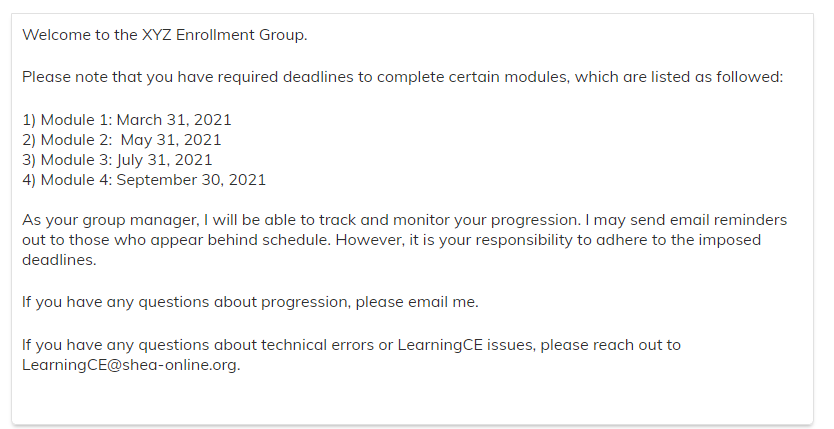 Welcome to the XYZ Enrollment Group.
Please note that you have required deadlines to complete certain modules, which are listed as followed:
1) Module 1: March 31, 2021
2) Module 2:  May 31, 2021
3) Module 3: July 31, 2021
4) Module 4: September 30, 2021
As your group manager, I will be able to track and monitor your progression. I may send email reminders
out to those who appear behind schedule. However, it is your responsibility to adhere to the imposed
deadlines.
If you have any questions about progression, please email me.
If you have any questions about technical errors or LearningCE issues, please reach out to
LearningCE@shea-online.org.